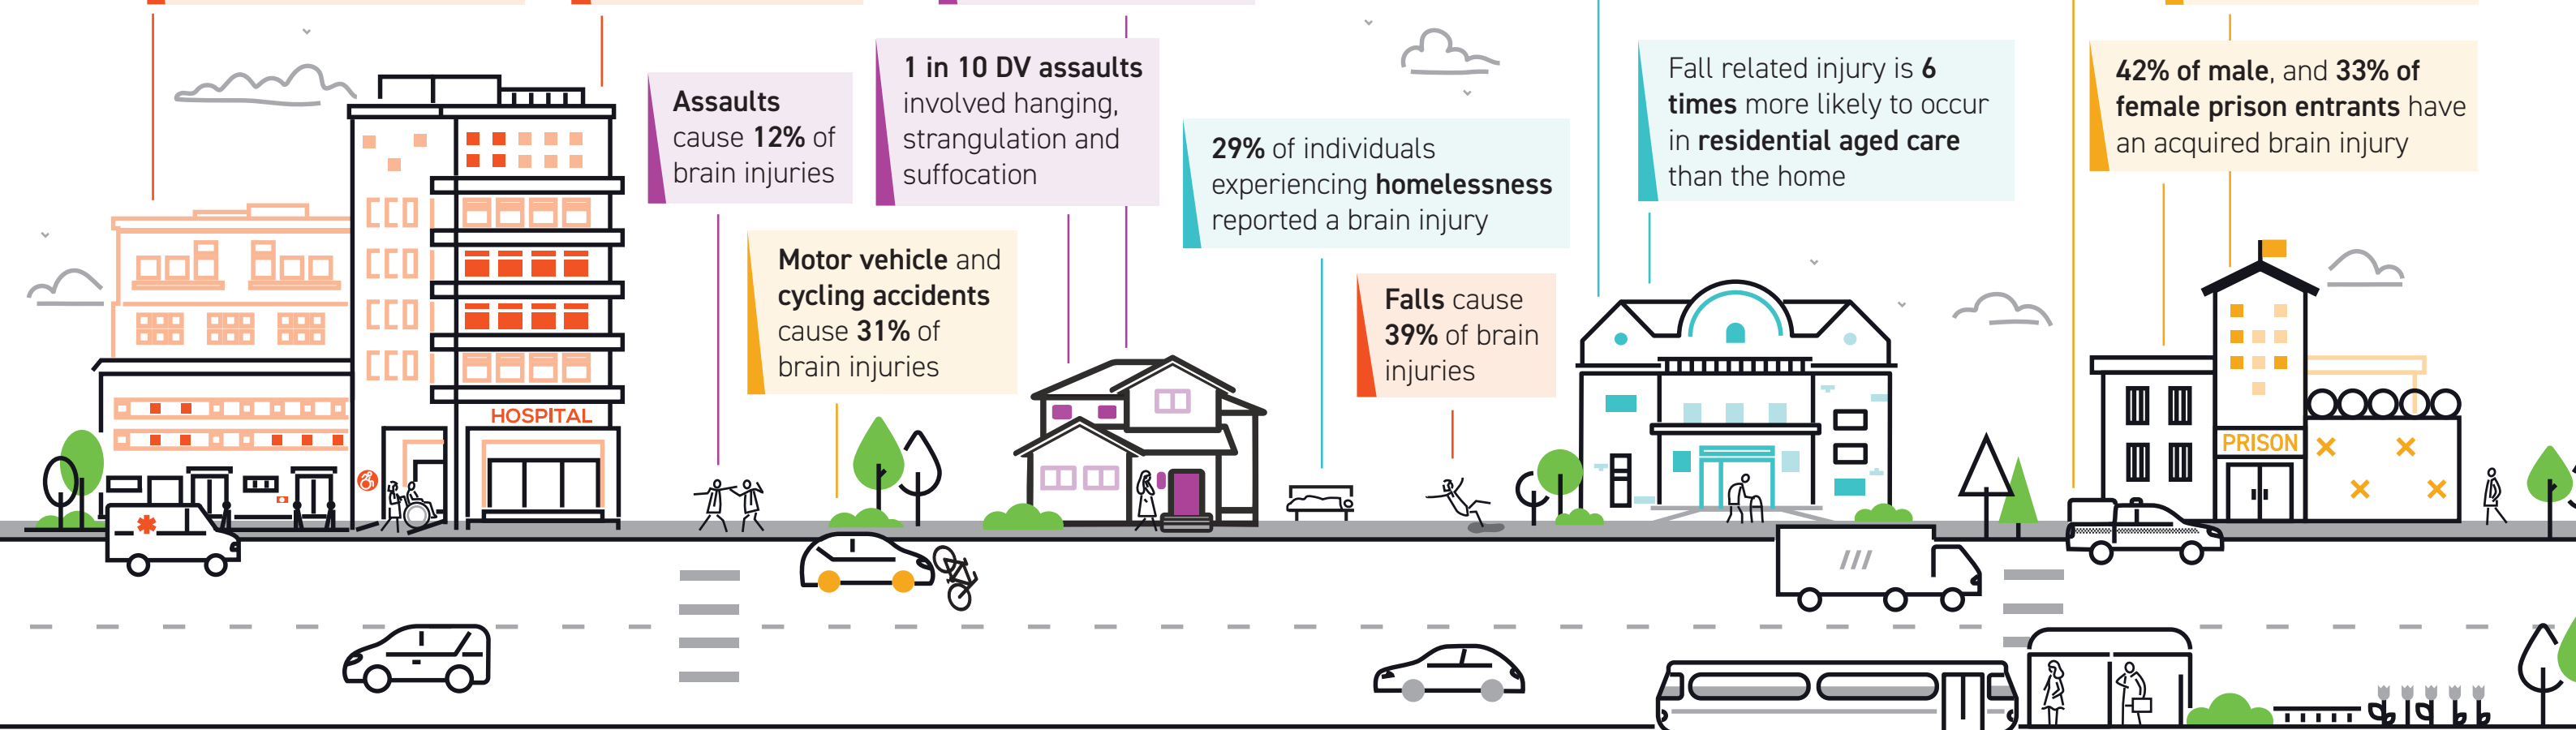 Assaults
cause 12% of
brain injuries
1 in 10 DV assaults
involved hanging,
strangulation and
suffocation
Motor vehicle and
cycling accidents
cause 31% of
brain injuries
29% of individuals
experiencing homelessness
reported a brain injury
Falls cause
39% of brain
injuries
Fall related injury is 6
times more likely to occur
in residential aged care
than the home
42% of male, and 33% of
female prison entrants have
an acquired brain injury
HOSPITAL
PRISON